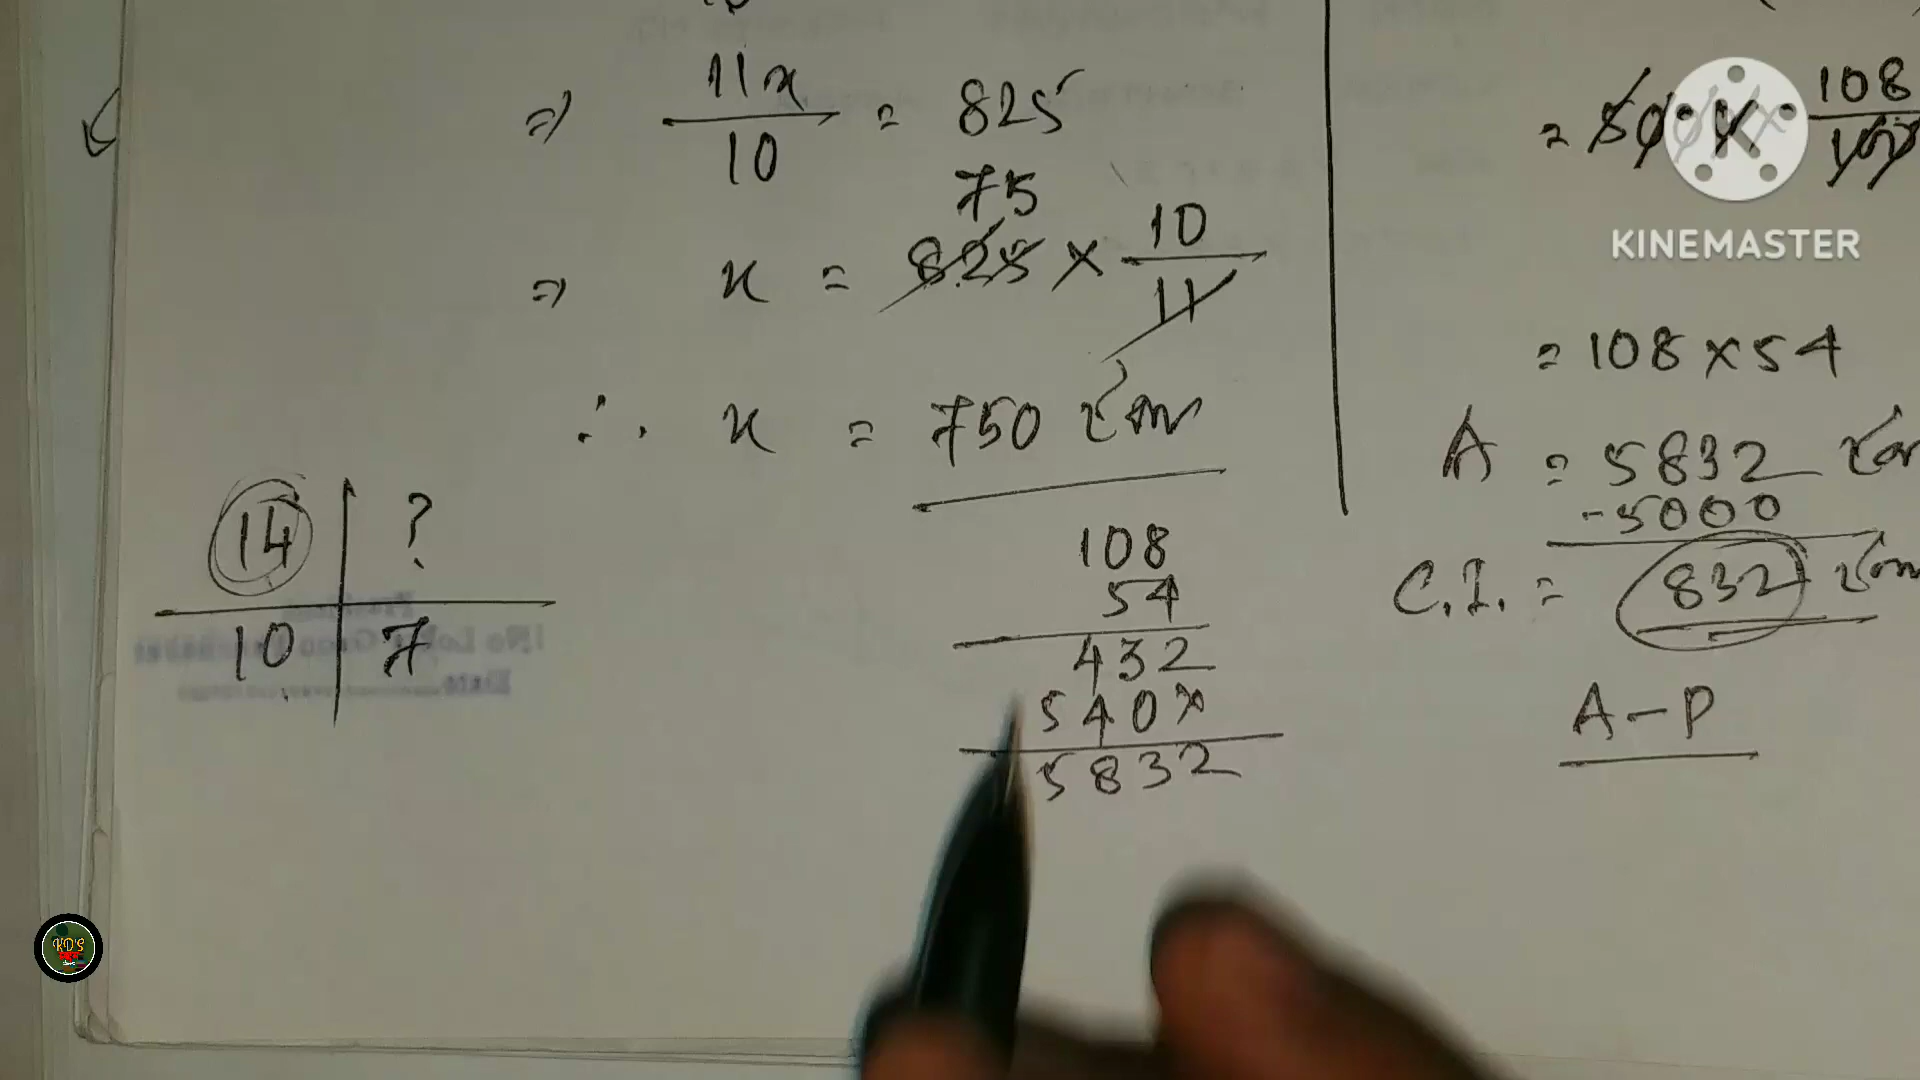 ⇒ 11x/10 = 825
75
⇒ x = 825 × 10/11
∴ x = 750
14 | ?
10 | 7
108
54
432
540×
5832
108
= 108 × 54
A = 5832
- 5000
C.I. = 832
A - P
KINEMASTER
KD'S